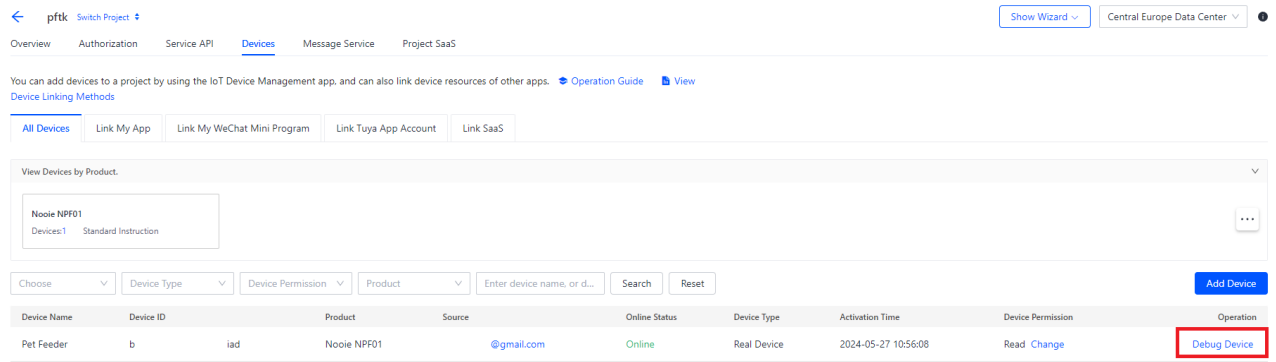 pftk Switch Project Show Wizard Central Europe Data Center
Overview Authorization Service API Devices Message Service Project SaaS
You can add devices to a project by using the IoT Device Management app, and can also link device resources of other apps. Operation Guide View
Device Linking Methods
All Devices Link My App Link My WeChat Mini Program Link Tuya App Account Link SaaS
View Devices by Product.
Nooie NPF01
Devices:1 Standard Instruction
Choose Device Type Device Permission Product Enter device name, or d... Search Reset Add Device
Device Name Device ID Product Source Online Status Device Type Activation Time Device Permission Operation
Pet Feeder b iad Nooie NPF01 @gmail.com Online Real Device 2024-05-27 10:56:08 Read Change Debug Device